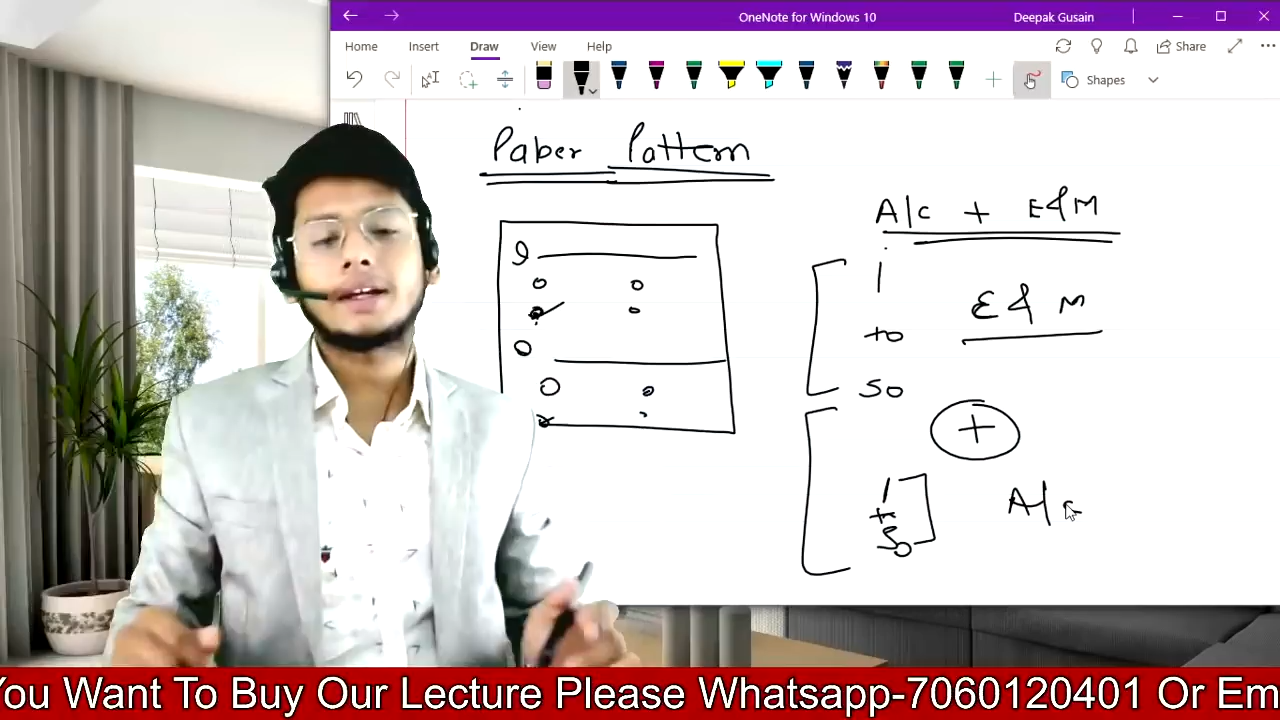 OneNote for Windows 10
Deepak Gusain
Home Insert Draw View Help
Share
Shapes
Paber Pattern
A/c + E&M
1
to
50
E & M
+
1
to
50
A/c
You Want To Buy Our Lecture Please Whatsapp-7060120401 Or Em